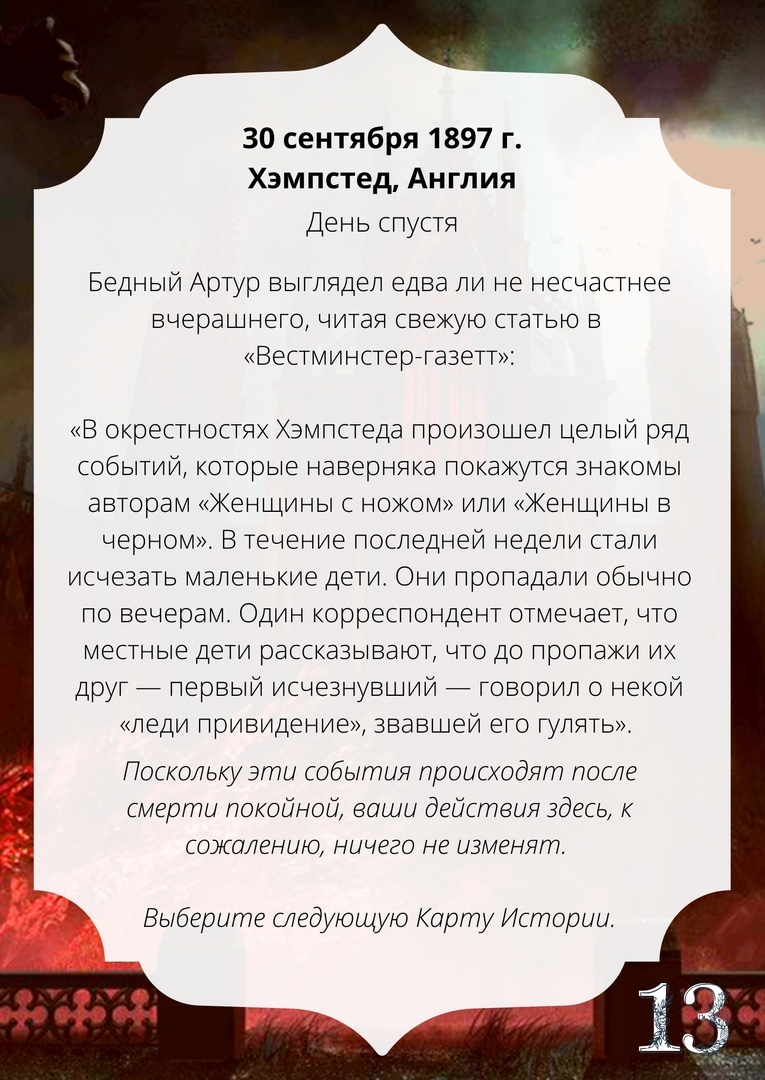 30 сентября 1897 г.
Хэмпстед, Англия
День спустя
Бедный Артур выглядел едва ли не несчастнее
вчерашнего, читая свежую статью в
«Вестминстер-газетт»:
«В окрестностях Хэмпстеда произошел целый ряд
событий, которые наверняка покажутся знакомы
авторам «Женщины с ножом» или «Женщины в
черном». В течение последней недели стали
исчезать маленькие дети. Они пропадали обычно
по вечерам. Один корреспондент отмечает, что
местные дети рассказывают, что до пропажи их
друг — первый исчезнувший — говорил о некой
«леди привидение», звавшей его гулять».
Поскольку эти события происходят после
смерти покойной, ваши действия здесь, к
сожалению, ничего не изменят.
Выберите следующую Карту Истории.
13